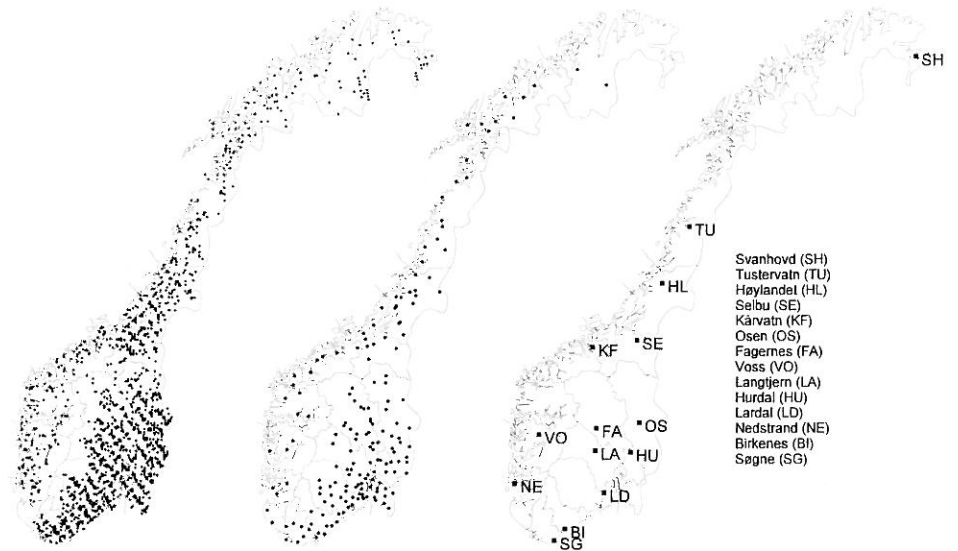 SH
TU
HL
SE
KF
OS
FA
VO
LA
HU
NE
LD
BI
SG
Svanhovd (SH)
Tustervatn (TU)
Høylandet (HL)
Selbu (SE)
Kårvatn (KF)
Osen (OS)
Fagernes (FA)
Voss (VO)
Langtjern (LA)
Hurdal (HU)
Lardal (LD)
Nedstrand (NE)
Birkenes (BI)
Søgne (SG)